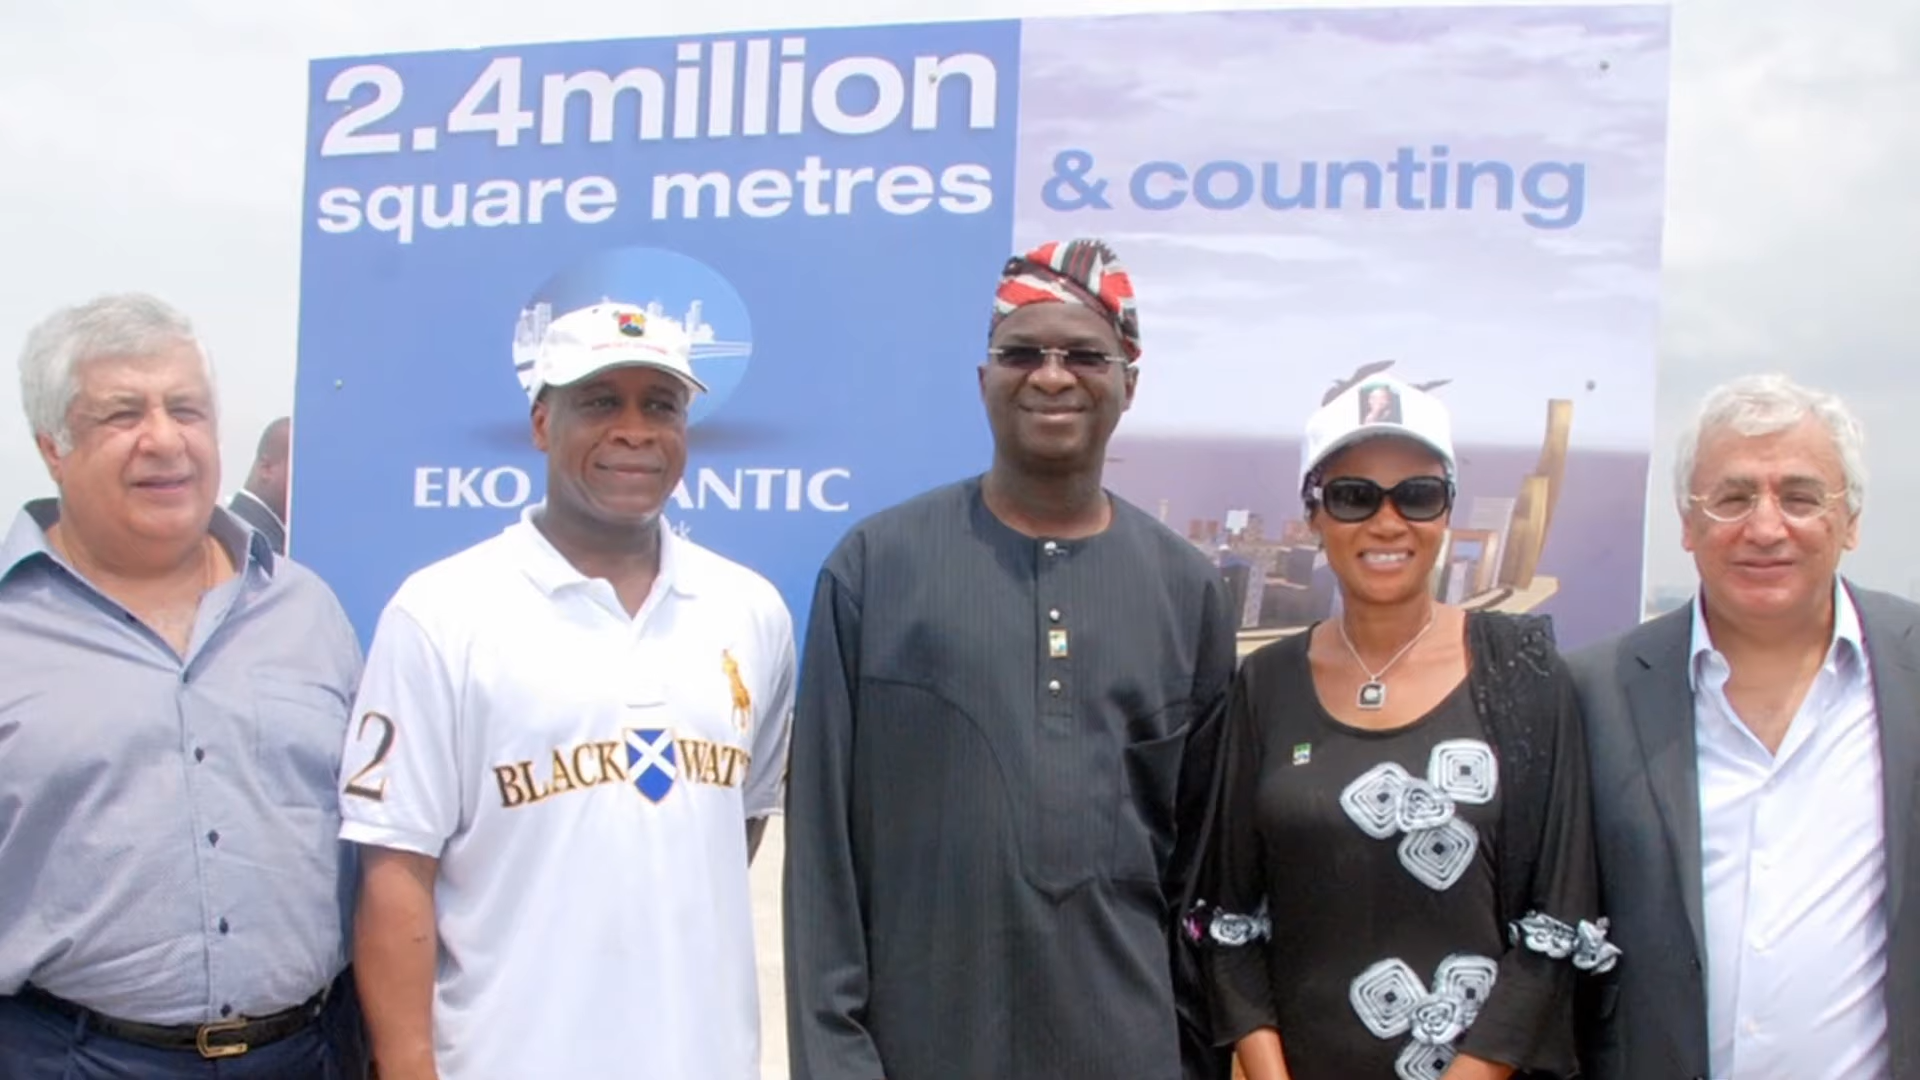 2.4million
square metres
& counting
EKO ANTIC
2
BLACK WAT